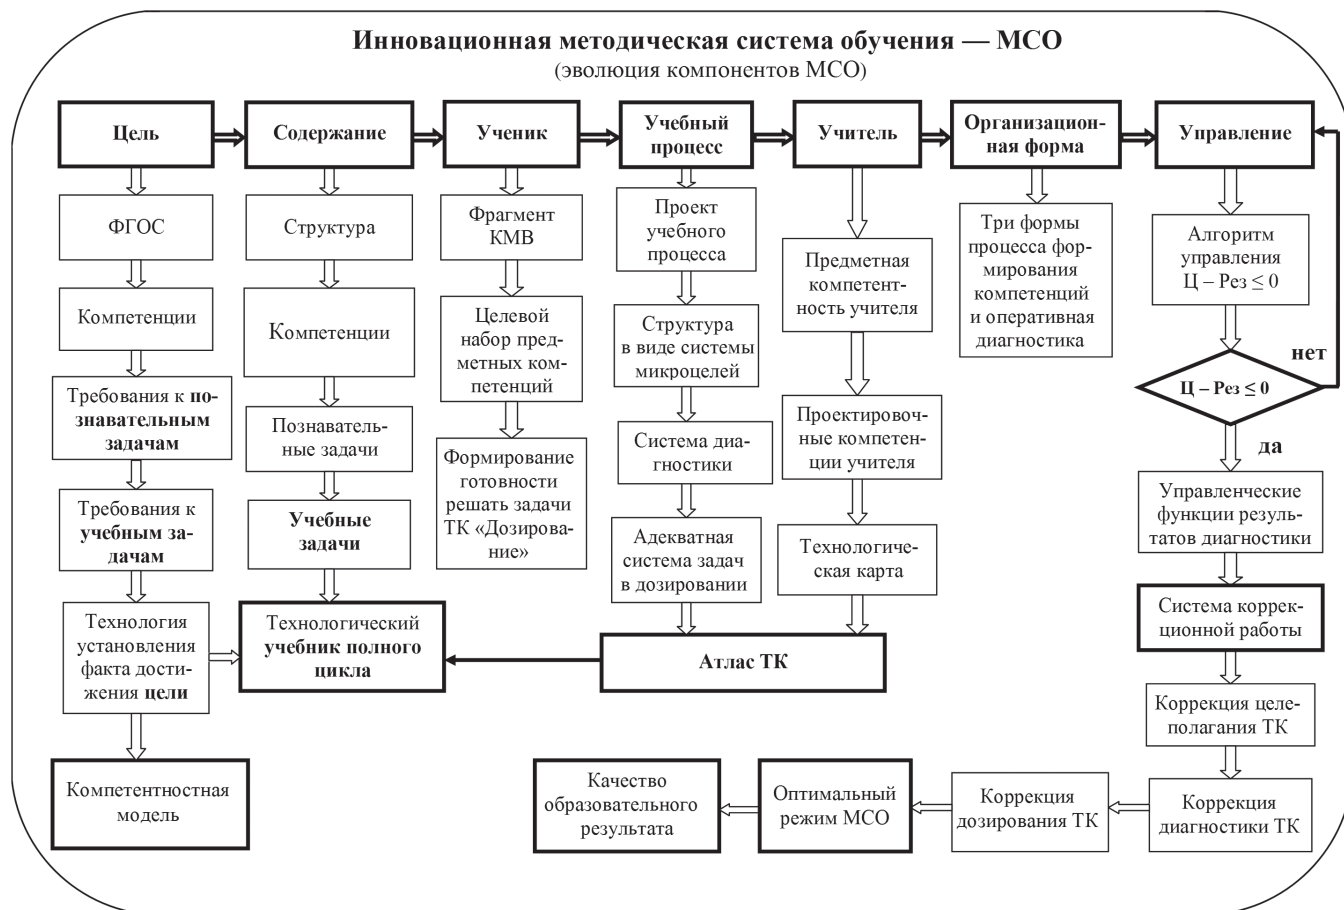 Инновационная методическая система обучения — МСО
(эволюция компонентов МСО)
Цель
Содержание
Ученик
Учебный
процесс
Учитель
Организацион-
ная форма
Управление
ФГОС
Компетенции
Требования к по-
знавательным
задачам
Требования к
учебным за-
дачам
Технология
установления
факта дости-
жения цели
Компетентностная
модель
Структура
Компетенции
Познаватель-
ные задачи
Учебные
задачи
Технологический
учебник полного
цикла
Фрагмент
КМВ
Целевой
набор пред-
метных ком-
петенций
Формирование
готовности
решать задачи
ТК «Дозирова-
ние»
Проект
учебного
процесса
Структура
в виде системы
микроцелей
Система диа-
гностики
Адекватная
система задач
в дозировании
Атлас ТК
Предметная
компетент-
ность учителя
Проектировоч-
ные компетен-
ции учителя
Технологиче-
ская карта
Три формы
процесса фор-
мирования
компетенций
и оперативная
диагностика
Алгоритм
управления
Ц – Рез ≤ 0
нет
Ц – Рез ≤ 0
да
Управленческие
функции резуль-
татов диагностики
Система коррек-
ционной работы
Коррекция целе-
полагания ТК
Коррекция
диагностики ТК
Коррекция
дозирования ТК
Оптимальный
режим МСО
Качество
образовательного
результата